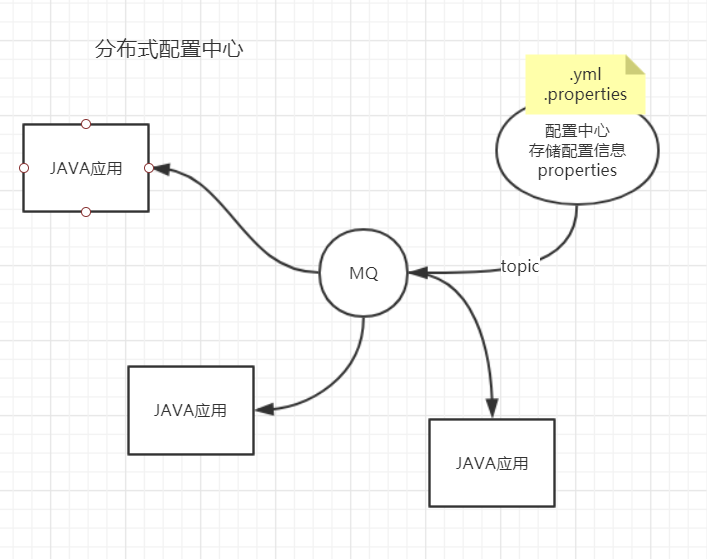 分布式配置中心
.yml
.properties
配置中心
存储配置信息
properties
JAVA应用
MQ
topic
JAVA应用
JAVA应用